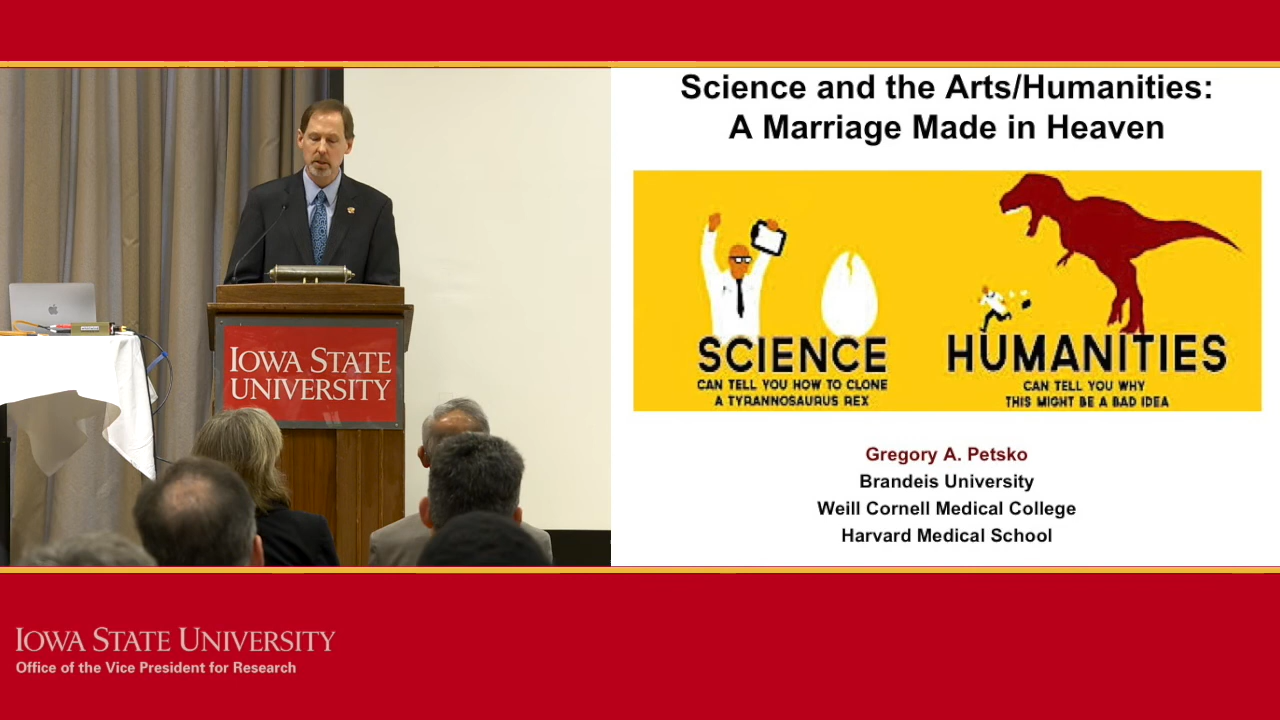 IOWA STATE
UNIVERSITY
Science and the Arts/Humanities:
A Marriage Made in Heaven
SCIENCE
CAN TELL YOU HOW TO CLONE
A TYRANNOSAURUS REX
HUMANITIES
CAN TELL YOU WHY
THIS MIGHT BE A BAD IDEA
Gregory A. Petsko
Brandeis University
Weill Cornell Medical College
Harvard Medical School
IOWA STATE UNIVERSITY
Office of the Vice President for Research